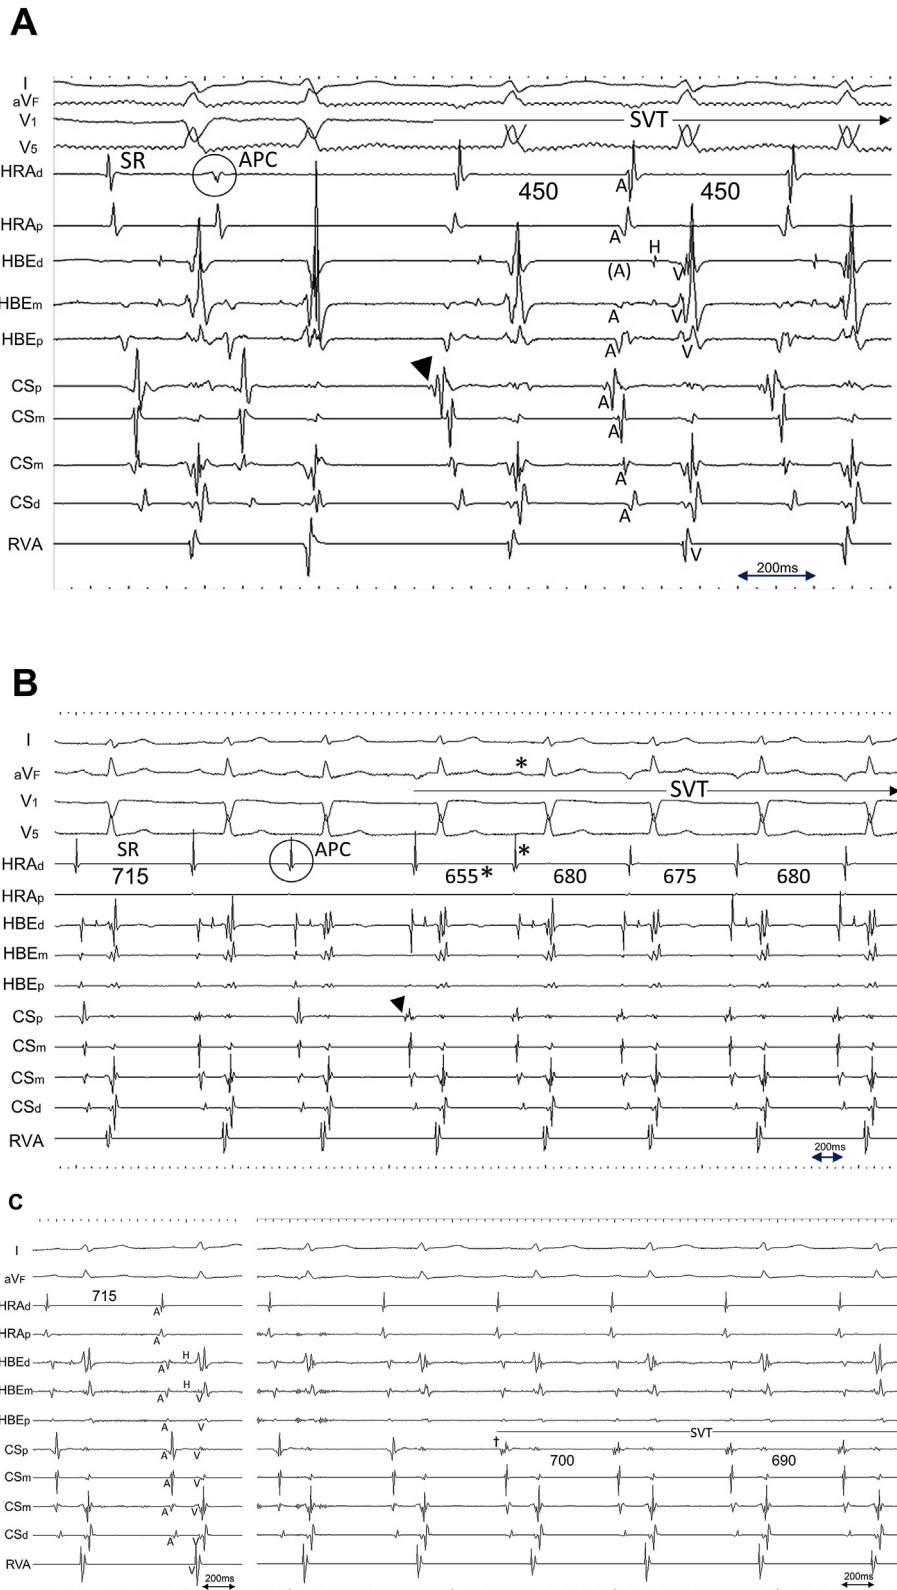 A
I
aVF
V1
SVT
V5
HRAd SR APC
A 450 450
HRAp
A
H
HBEd
(A) V
HBEm
A V
HBEp
A V
CSp
A
CSm
A
CSm
A
CSd
A
RVA
V
200ms
B
I
aVF *
V1 SVT
V5
HRAd SR APC *
715 655* 680 675 680
HRAp
HBEd
HBEm
HBEp
CSp
CSm
CSm
CSd
RVA
200ms
C
I
aVF
715
HRAd
A
HRAp
A
HBEd H
A
HBEm H
A V
HBEp
A V
SVT
CSp †
A V
700 690
CSm
A V
CSm
A V
CSd
A V
RVA
V
200ms 200ms